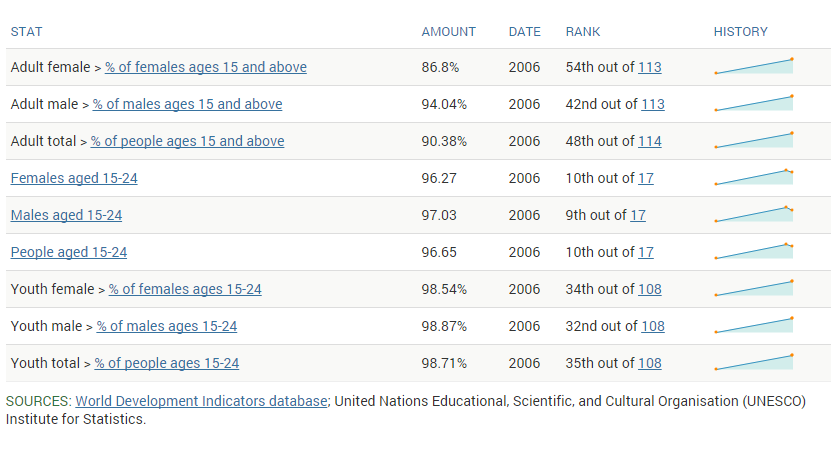 STAT AMOUNT DATE RANK HISTORY
Adult female > % of females ages 15 and above 86.8% 2006 54th out of 113
Adult male > % of males ages 15 and above 94.04% 2006 42nd out of 113
Adult total > % of people ages 15 and above 90.38% 2006 48th out of 114
Females aged 15-24 96.27 2006 10th out of 17
Males aged 15-24 97.03 2006 9th out of 17
People aged 15-24 96.65 2006 10th out of 17
Youth female > % of females ages 15-24 98.54% 2006 34th out of 108
Youth male > % of males ages 15-24 98.87% 2006 32nd out of 108
Youth total > % of people ages 15-24 98.71% 2006 35th out of 108
SOURCES: World Development Indicators database; United Nations Educational, Scientific, and Cultural Organisation (UNESCO)
Institute for Statistics.